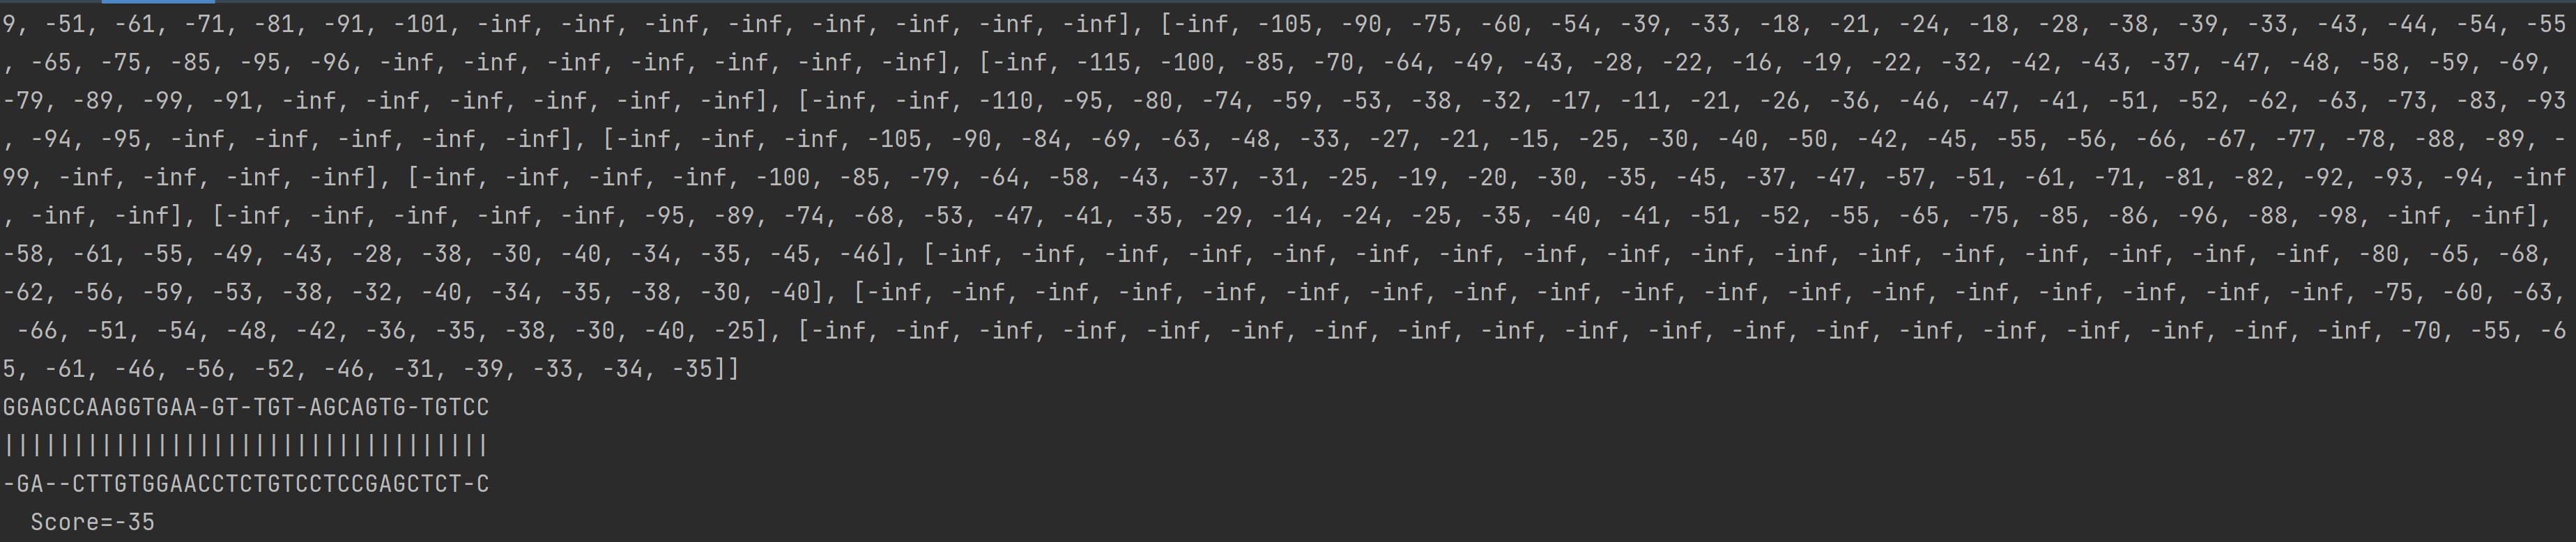 9, -51, -61, -71, -81, -91, -101, -inf, -inf, -inf, -inf, -inf, -inf, -inf, -inf], [-inf, -105, -90, -75, -60, -54, -39, -33, -18, -21, -24, -18, -28, -38, -39, -33, -43, -44, -54, -55
, -65, -75, -85, -95, -96, -inf, -inf, -inf, -inf, -inf, -inf, -inf], [-inf, -115, -100, -85, -70, -64, -49, -43, -28, -22, -16, -19, -22, -32, -42, -43, -37, -47, -48, -58, -59, -69,
-79, -89, -99, -91, -inf, -inf, -inf, -inf, -inf, -inf], [-inf, -inf, -110, -95, -80, -74, -59, -53, -38, -32, -17, -11, -21, -26, -36, -46, -47, -41, -51, -52, -62, -63, -73, -83, -93
, -94, -95, -inf, -inf, -inf, -inf, -inf], [-inf, -inf, -inf, -105, -90, -84, -69, -63, -48, -33, -27, -21, -15, -25, -30, -40, -50, -42, -45, -55, -56, -66, -67, -77, -78, -88, -89, -
99, -inf, -inf, -inf, -inf], [-inf, -inf, -inf, -inf, -100, -85, -79, -64, -58, -43, -37, -31, -25, -19, -20, -30, -35, -45, -37, -47, -57, -51, -61, -71, -81, -82, -92, -93, -94, -inf
, -inf, -inf], [-inf, -inf, -inf, -inf, -inf, -95, -89, -74, -68, -53, -47, -41, -35, -29, -14, -24, -25, -35, -40, -41, -51, -52, -55, -65, -75, -85, -86, -96, -88, -98, -inf, -inf],
-58, -61, -55, -49, -43, -28, -38, -30, -40, -34, -35, -45, -46], [-inf, -inf, -inf, -inf, -inf, -inf, -inf, -inf, -inf, -inf, -inf, -inf, -inf, -inf, -inf, -inf, -inf, -80, -65, -68,
-62, -56, -59, -53, -38, -32, -40, -34, -35, -38, -30, -40], [-inf, -inf, -inf, -inf, -inf, -inf, -inf, -inf, -inf, -inf, -inf, -inf, -inf, -inf, -inf, -inf, -inf, -inf, -75, -60, -63,
-66, -51, -54, -48, -42, -36, -35, -38, -30, -40, -25], [-inf, -inf, -inf, -inf, -inf, -inf, -inf, -inf, -inf, -inf, -inf, -inf, -inf, -inf, -inf, -inf, -inf, -inf, -inf, -70, -55, -6
5, -61, -46, -56, -52, -46, -31, -39, -33, -34, -35]]
GGAGCCAAGGTGAA-GT-TGT-AGCAGTG-TGTCC
|||||||||||||||||||||||||||||||||||
-GA--CTTGTGGAACCTCTGTCCTCCGAGCTCT-C
Score=-35